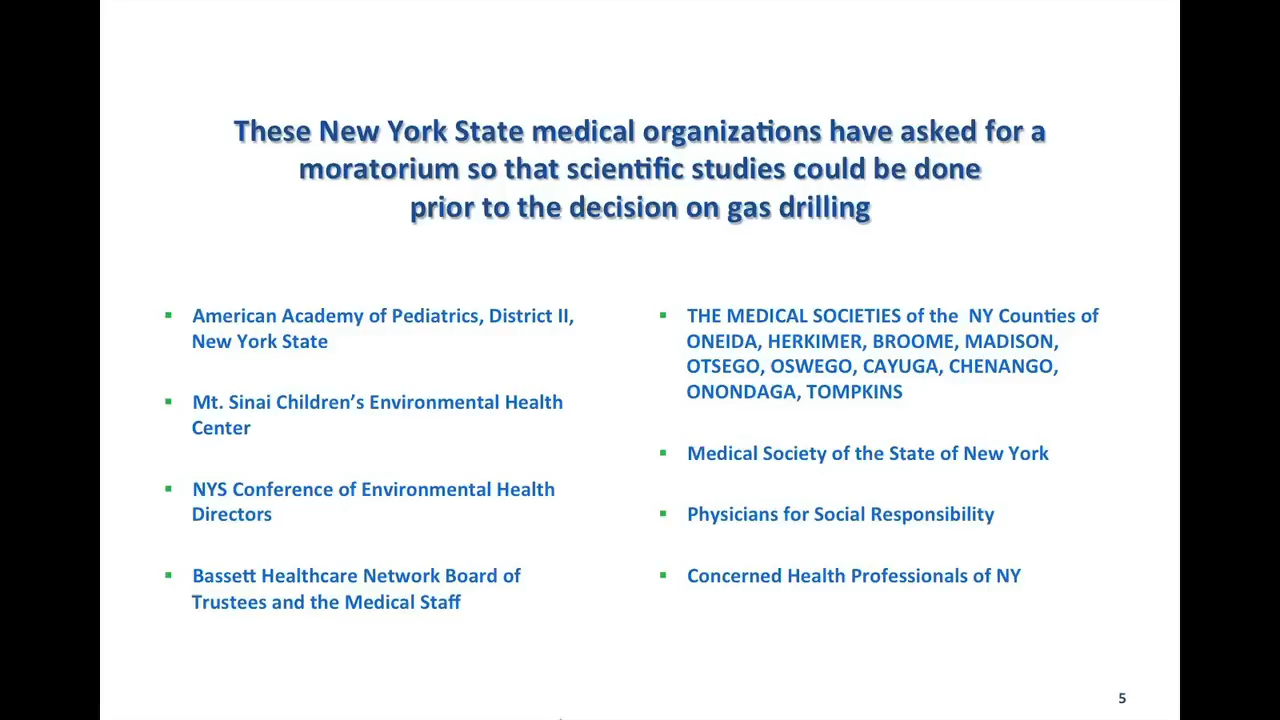 These New York State medical organizations have asked for a
moratorium so that scientific studies could be done
prior to the decision on gas drilling
▪ American Academy of Pediatrics, District II,
New York State
▪ Mt. Sinai Children’s Environmental Health
Center
▪ NYS Conference of Environmental Health
Directors
▪ Bassett Healthcare Network Board of
Trustees and the Medical Staff
▪ THE MEDICAL SOCIETIES of the  NY Counties of
ONEIDA, HERKIMER, BROOME, MADISON,
OTSEGO, OSWEGO, CAYUGA, CHENANGO,
ONONDAGA, TOMPKINS
▪ Medical Society of the State of New York
▪ Physicians for Social Responsibility
▪ Concerned Health Professionals of NY
5